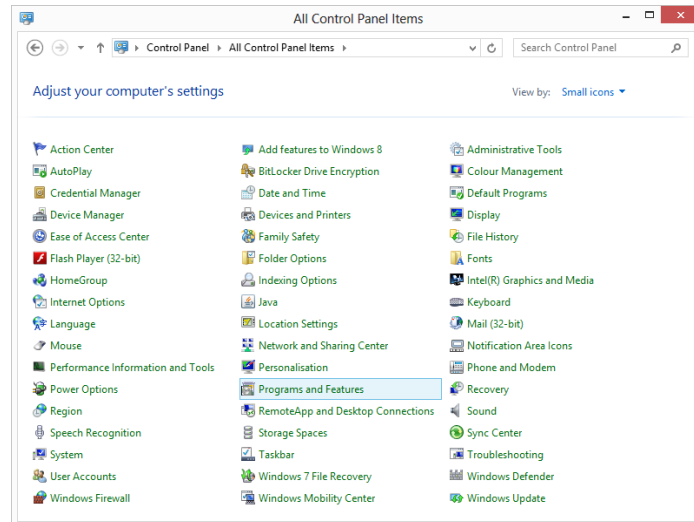 All Control Panel Items
Control Panel All Control Panel Items Search Control Panel
Adjust your computer's settings View by: Small icons
Action Center Add features to Windows 8 Administrative Tools
AutoPlay BitLocker Drive Encryption Colour Management
Credential Manager Date and Time Default Programs
Device Manager Devices and Printers Display
Ease of Access Center Family Safety File History
Flash Player (32-bit) Folder Options Fonts
HomeGroup Indexing Options Intel(R) Graphics and Media
Internet Options Java Keyboard
Language Location Settings Mail (32-bit)
Mouse Network and Sharing Center Notification Area Icons
Performance Information and Tools Personalisation Phone and Modem
Power Options Programs and Features Recovery
Region RemoteApp and Desktop Connections Sound
Speech Recognition Storage Spaces Sync Center
System Taskbar Troubleshooting
User Accounts Windows 7 File Recovery Windows Defender
Windows Firewall Windows Mobility Center Windows Update